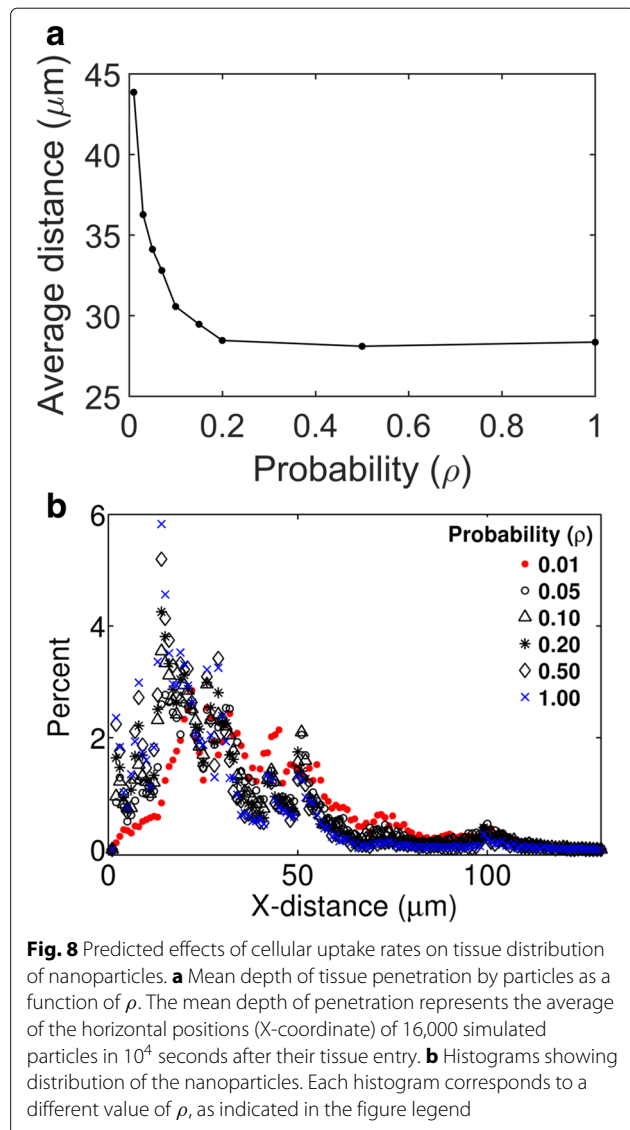 a
45
40
35
30
25
Average distance (μm)
0 0.2 0.4 0.6 0.8 1
Probability (ρ)
b
6
4
2
0
Percent
Probability (ρ)
0.01
0.05
0.10
0.20
0.50
1.00
0 50 100
X-distance (μm)
Fig. 8 Predicted effects of cellular uptake rates on tissue distribution
of nanoparticles. a Mean depth of tissue penetration by particles as a
function of ρ. The mean depth of penetration represents the average
of the horizontal positions (X-coordinate) of 16,000 simulated
particles in 10⁴ seconds after their tissue entry. b Histograms showing
distribution of the nanoparticles. Each histogram corresponds to a
different value of ρ, as indicated in the figure legend